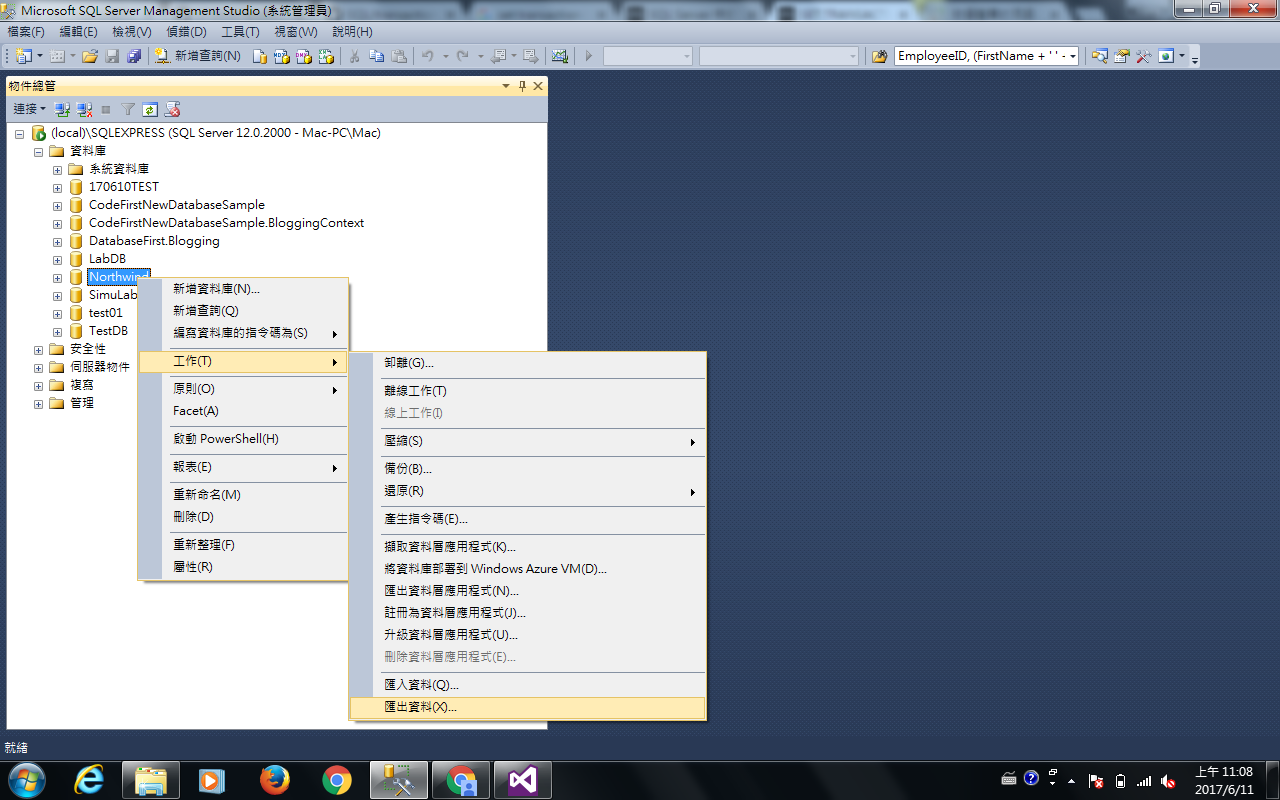 Microsoft SQL Server Management Studio (系統管理員)
檔案(F) 編輯(E) 檢視(V) 偵錯(D) 工具(T) 視窗(W) 說明(H)
新增查詢(N) EmployeeID, (FirstName + ' ' -
物件總管
連接
(local)\SQLEXPRESS (SQL Server 12.0.2000 - Mac-PC\Mac)
資料庫
系統資料庫
170610TEST
CodeFirstNewDatabaseSample
CodeFirstNewDatabaseSample.BloggingContext
DatabaseFirst.Blogging
LabDB
Northwind
SimuLab
test01
TestDB
安全性
伺服器物件
複寫
管理
新增資料庫(N)...
新增查詢(Q)
編寫資料庫的指令碼為(S)
工作(T)
原則(O)
Facet(A)
啟動 PowerShell(H)
報表(E)
重新命名(M)
刪除(D)
重新整理(F)
屬性(R)
卸離(G)...
離線工作(T)
線上工作(I)
壓縮(S)
備份(B)...
還原(R)
產生指令碼(E)...
擷取資料層應用程式(K)...
將資料庫部署到 Windows Azure VM(D)...
匯出資料層應用程式(N)...
註冊為資料層應用程式(J)...
升級資料層應用程式(U)...
刪除資料層應用程式(E)...
匯入資料(Q)...
匯出資料(X)...
就緒
上午 11:08
2017/6/11